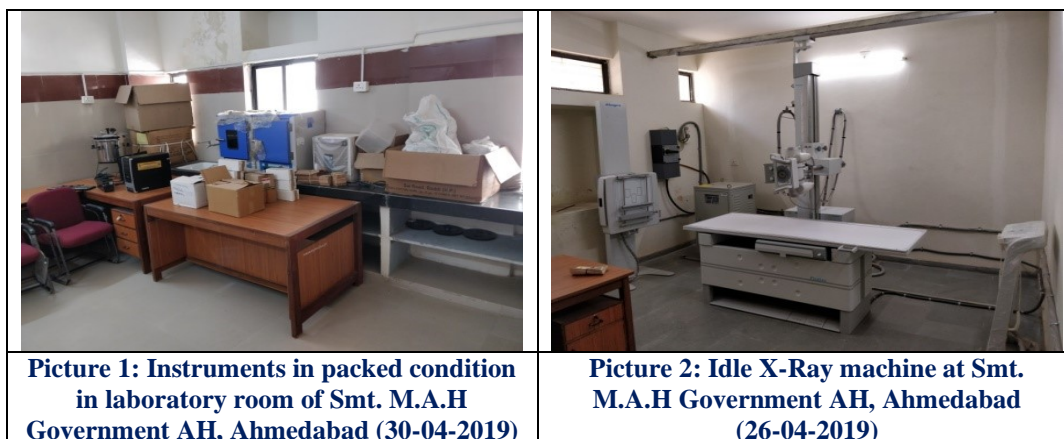 Picture 1: Instruments in packed condition
in laboratory room of Smt. M.A.H
Government AH, Ahmedabad (30-04-2019)
Picture 2: Idle X-Ray machine at Smt.
M.A.H Government AH, Ahmedabad
(26-04-2019)